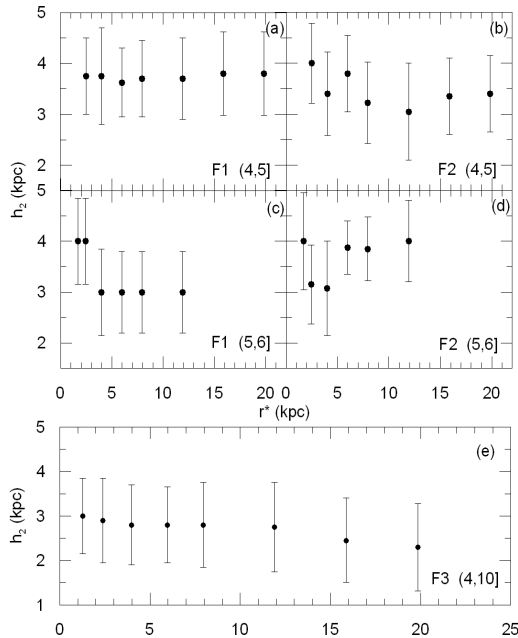 5
(a)
(b)
4
3
2
F1 (4,5]
F2 (4,5]
h₂ (kpc)
5
(c)
(d)
4
3
2
F1 (5,6]
F2 (5,6]
0 5 10 15 20 0 5 10 15 20
r* (kpc)
5
(e)
4
h₂ (kpc)
3
2
F3 (4,10]
1
0 5 10 15 20 25